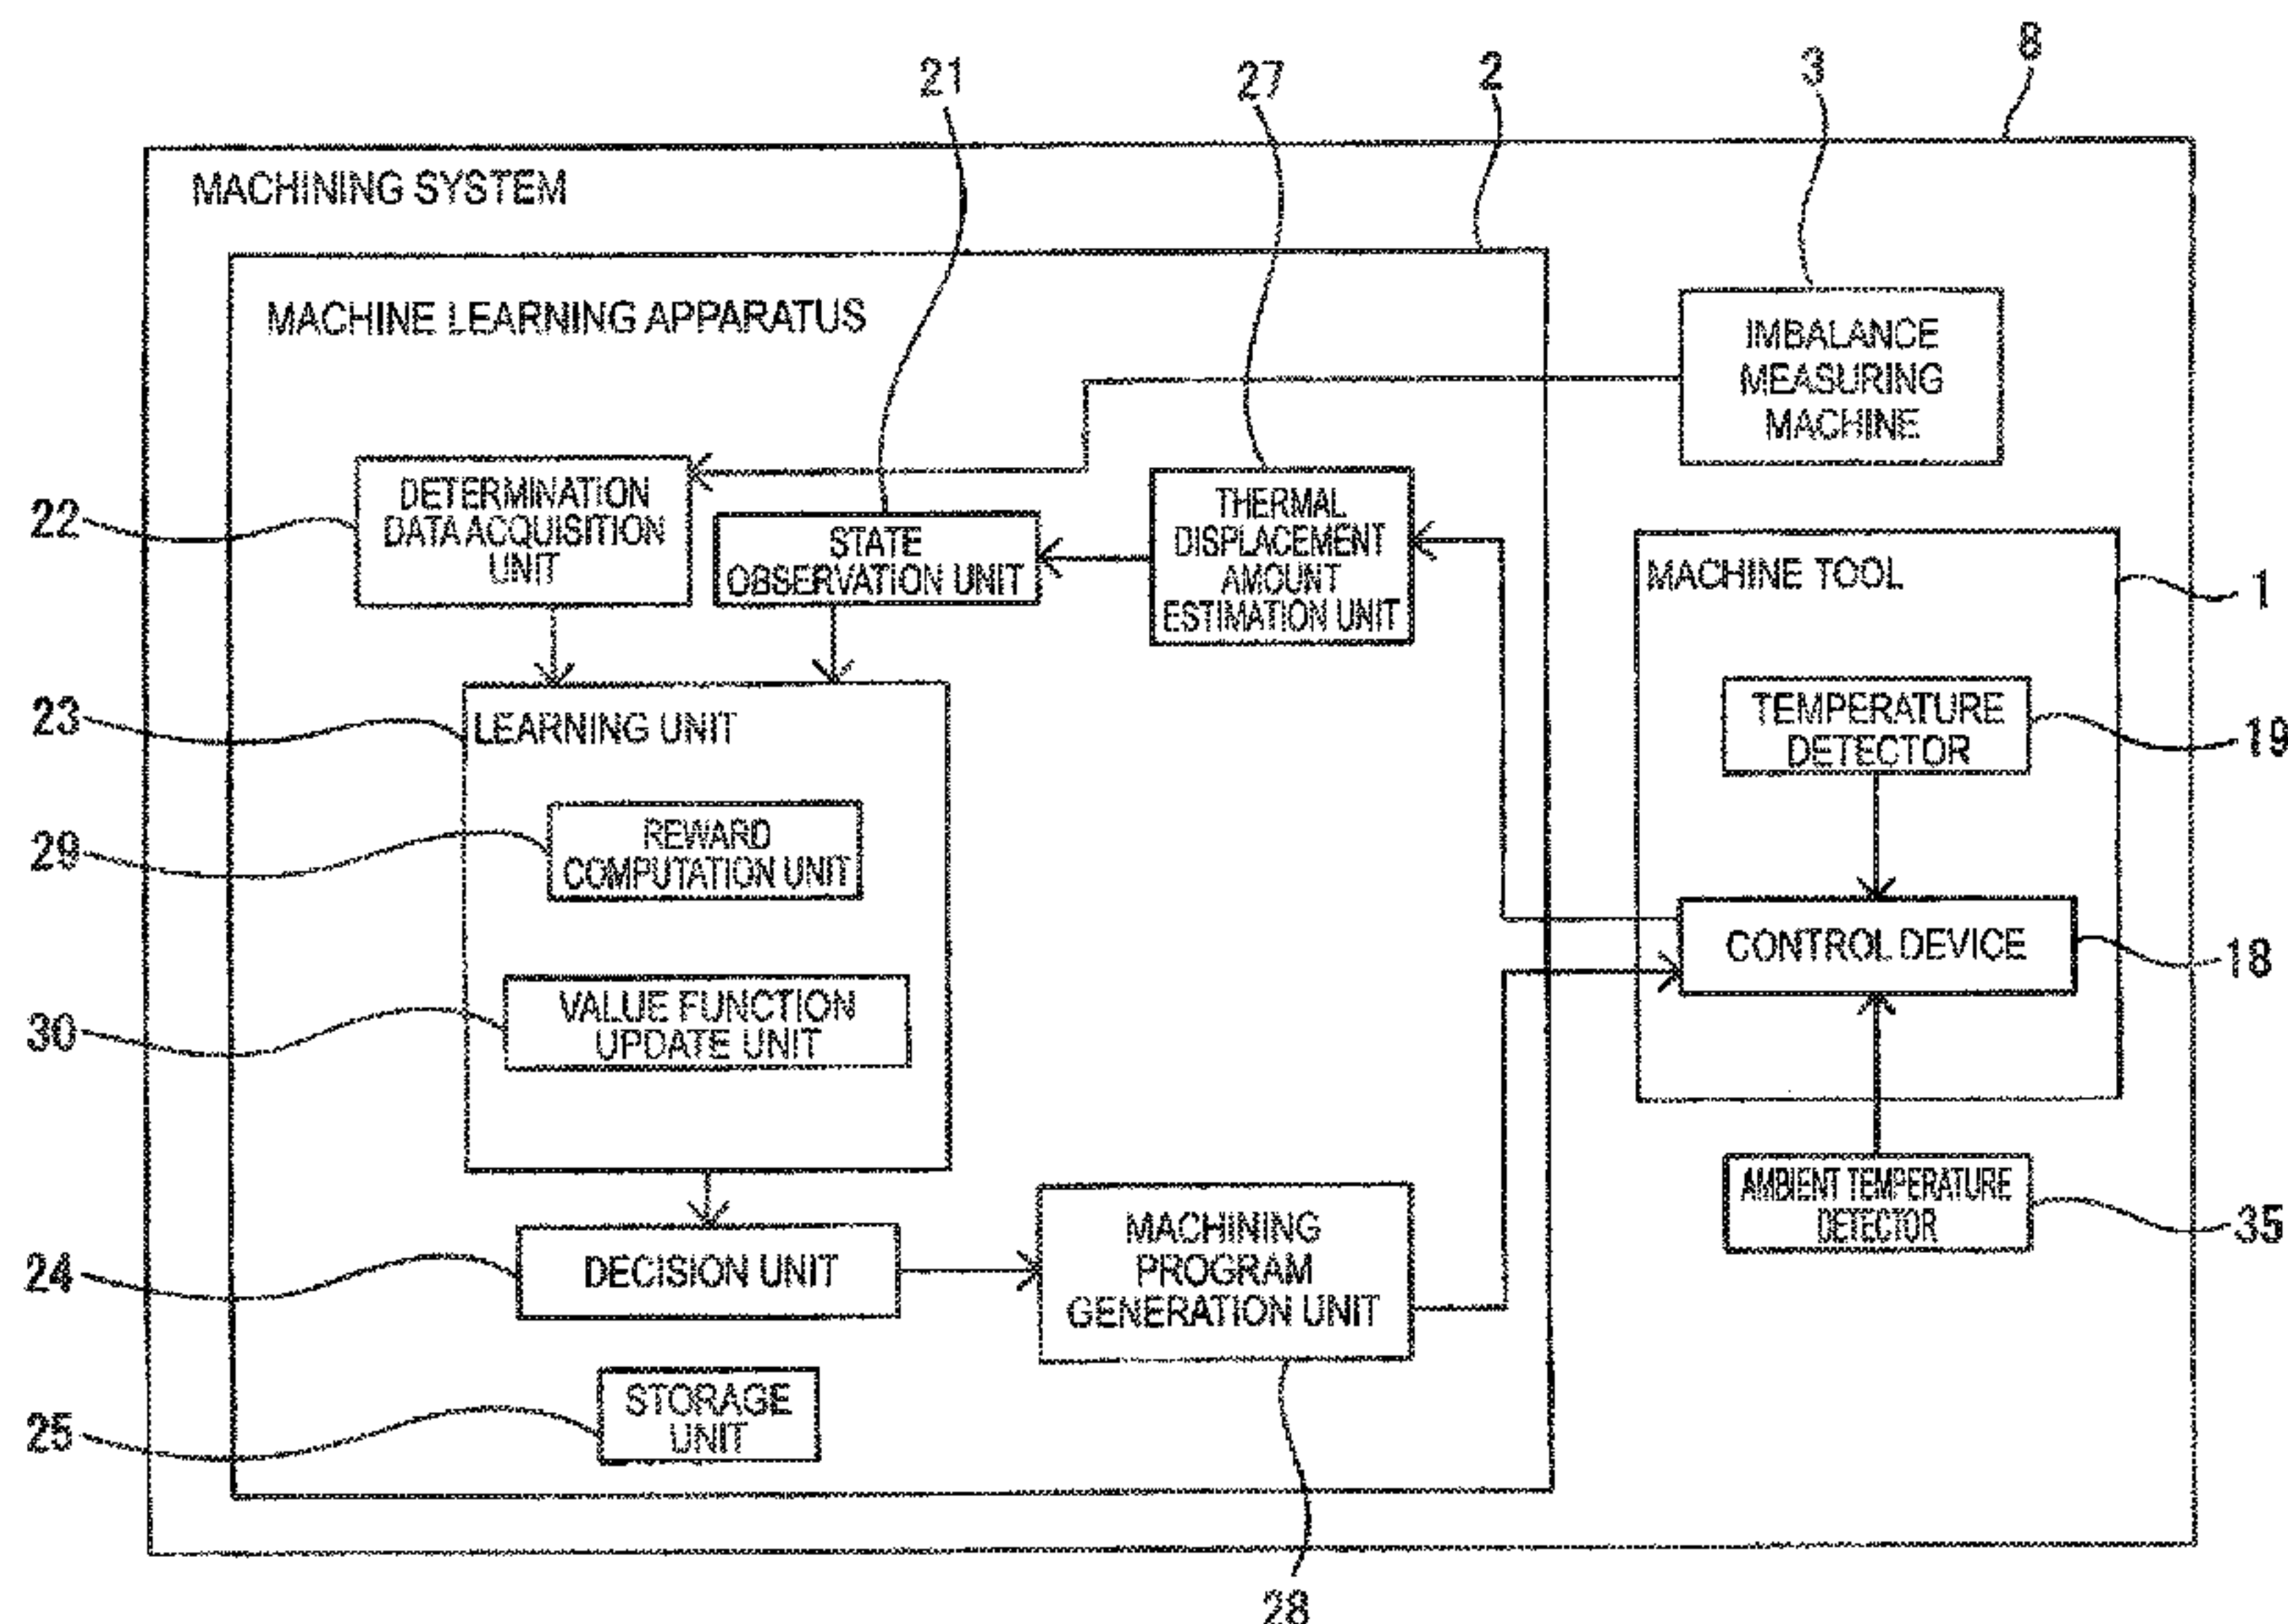 21
27
2
3
8
MACHINING SYSTEM
MACHINE LEARNING APPARATUS
IMBALANCE
MEASURING
MACHINE
22
DETERMINATION
DATA ACQUISITION
UNIT
STATE
OBSERVATION UNIT
THERMAL
DISPLACEMENT
AMOUNT
ESTIMATION UNIT
MACHINE TOOL
1
23
LEARNING UNIT
TEMPERATURE
DETECTOR
19
29
REWARD
COMPUTATION UNIT
CONTROL DEVICE
18
30
VALUE FUNCTION
UPDATE UNIT
AMBIENT TEMPERATURE
DETECTOR
35
24
DECISION UNIT
MACHINING
PROGRAM
GENERATION UNIT
25
STORAGE
UNIT
28